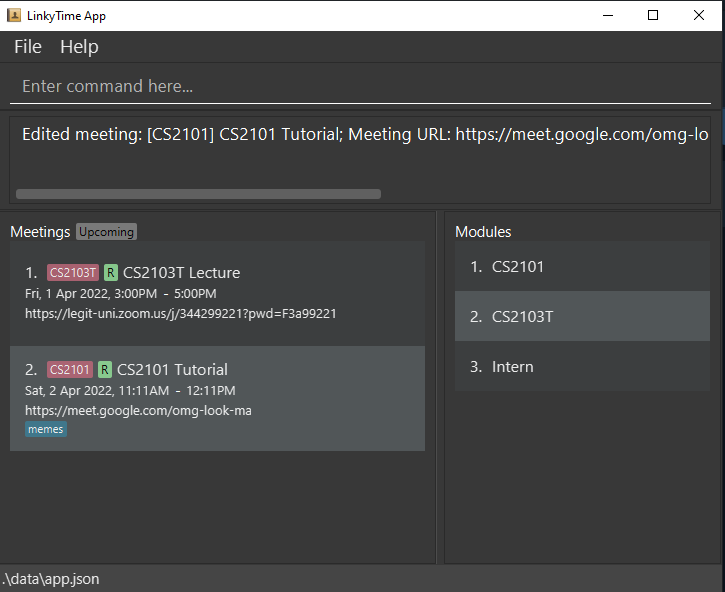 LinkyTime App
File Help
Enter command here...
Edited meeting: [CS2101] CS2101 Tutorial; Meeting URL: https://meet.google.com/omg-lo
Meetings Upcoming
1. CS2103T R CS2103T Lecture
Fri, 1 Apr 2022, 3:00PM - 5:00PM
https://legit-uni.zoom.us/j/344299221?pwd=F3a99221
2. CS2101 R CS2101 Tutorial
Sat, 2 Apr 2022, 11:11AM - 12:11PM
https://meet.google.com/omg-look-ma
memes
Modules
1. CS2101
2. CS2103T
3. Intern
.\data\app.json